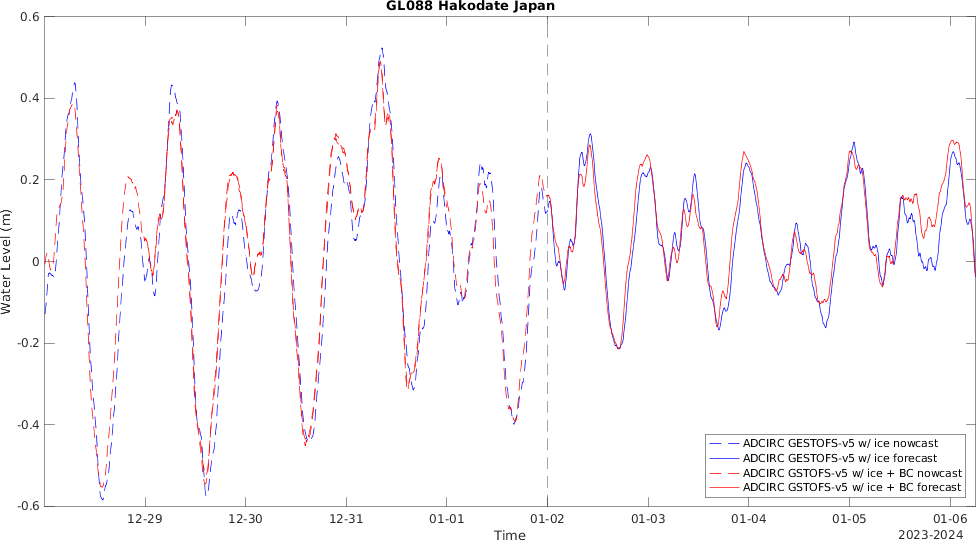 GL088 Hakodate Japan
Water Level (m)
0.6
0.4
0.2
0
-0.2
-0.4
-0.6
12-29
12-30
12-31
01-01
01-02
01-03
01-04
01-05
01-06
Time
2023-2024
ADCIRC GESTOFS-v5 w/ ice nowcast
ADCIRC GESTOFS-v5 w/ ice forecast
ADCIRC GSTOFS-v5 w/ ice + BC nowcast
ADCIRC GSTOFS-v5 w/ ice + BC forecast